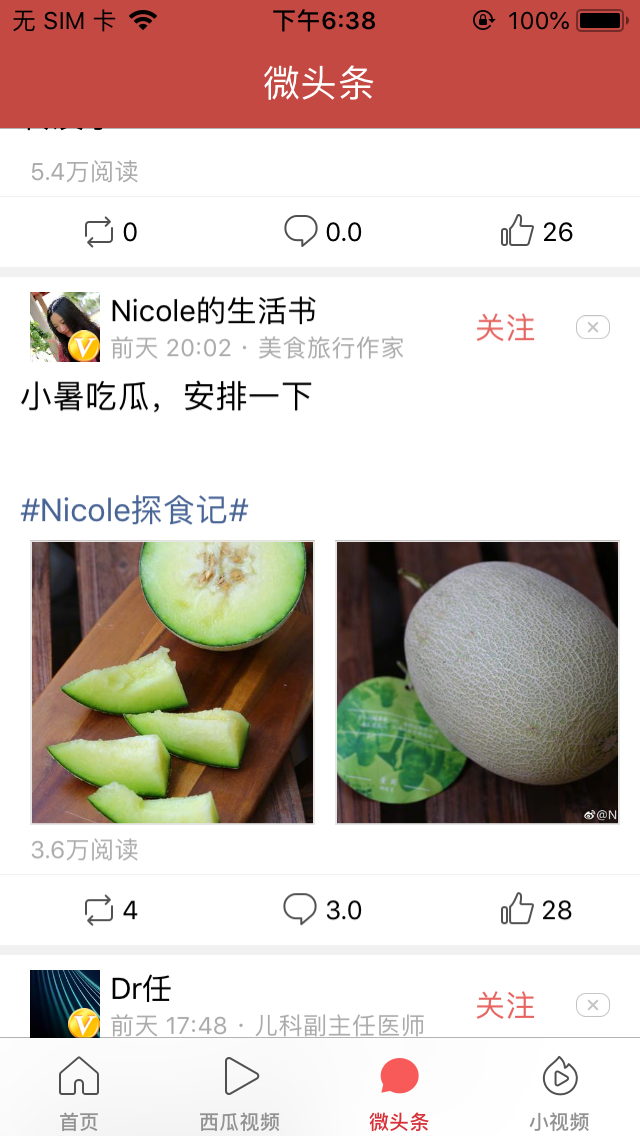 无 SIM 卡 下午6:38 100%
微头条
5.4万阅读
0 0.0 26
Nicole的生活书
关注
前天 20:02 · 美食旅行作家
小暑吃瓜，安排一下
#Nicole探食记#
@N
3.6万阅读
4 3.0 28
Dr任
关注
前天 17:48 · 儿科副主任医师
首页 西瓜视频 微头条 小视频